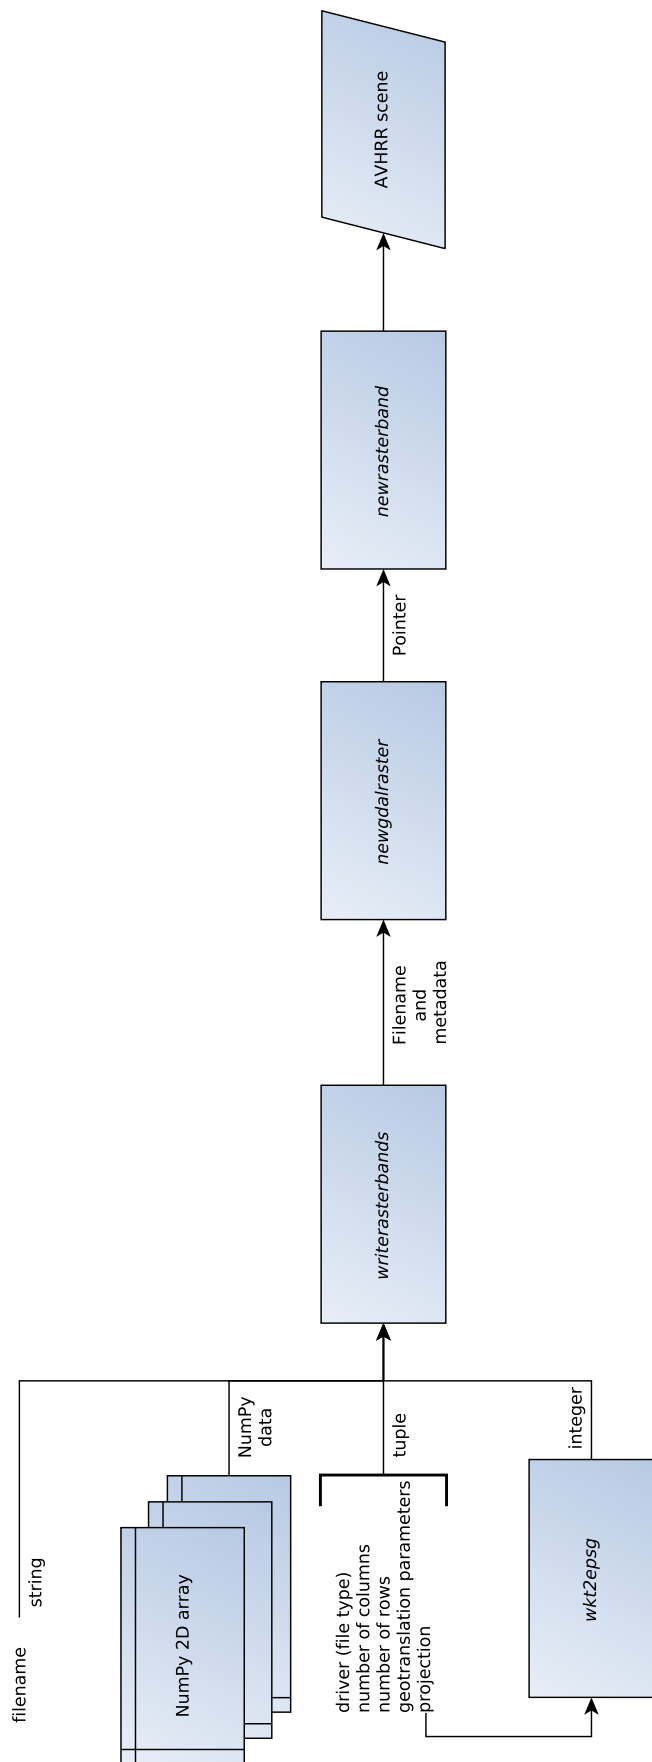 filename
string
NumPy 2D array
NumPy
data
driver (file type)
number of columns
number of rows
geotranslation parameters
projection
tuple
wkt2epsg
integer
writerasterbands
Filename
and
metadata
newgdalraster
Pointer
newrasterband
AVHRR scene